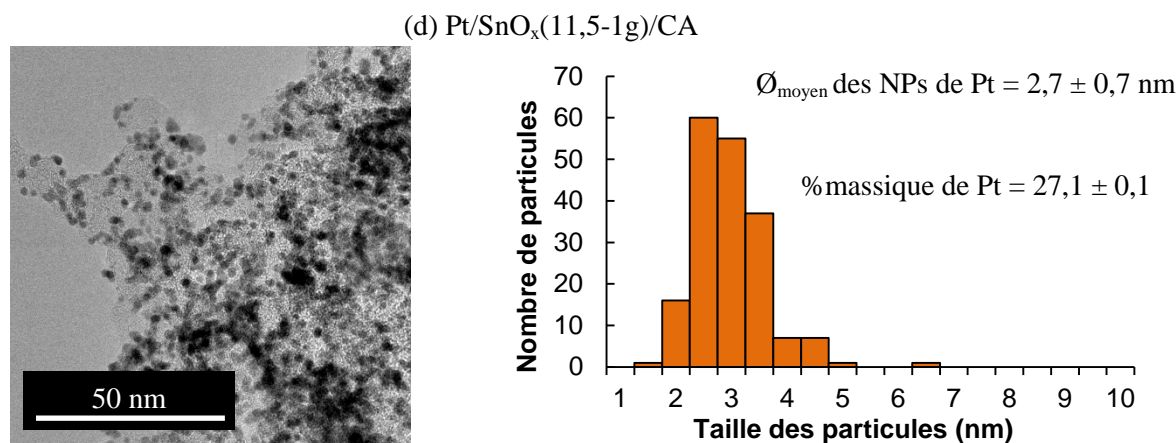 (d) Pt/SnOx(11,5-1g)/CA
50 nm
Ømoyen des NPs de Pt = 2,7 ± 0,7 nm
%massique de Pt = 27,1 ± 0,1
Nombre de particules
70
60
50
40
30
20
10
0
1 2 3 4 5 6 7 8 9 10
Taille des particules (nm)